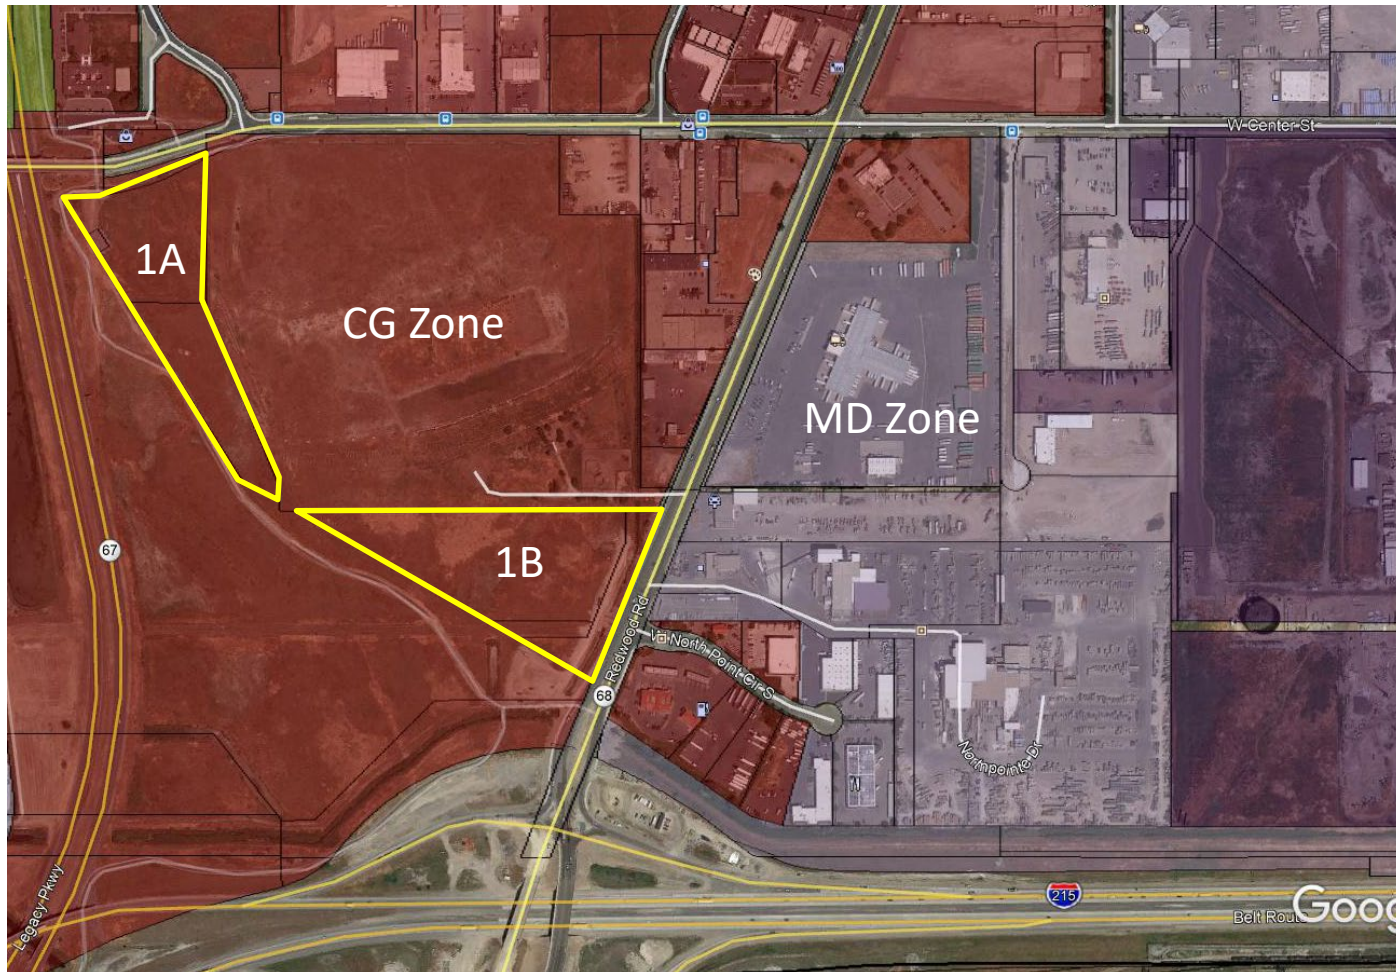 W Center St
1A
CG Zone
MD Zone
67
1B
Redwood Rd
W North Point Cir S
68
Northpointe Dr
Legacy Pkwy
215
Belt Route
Goog